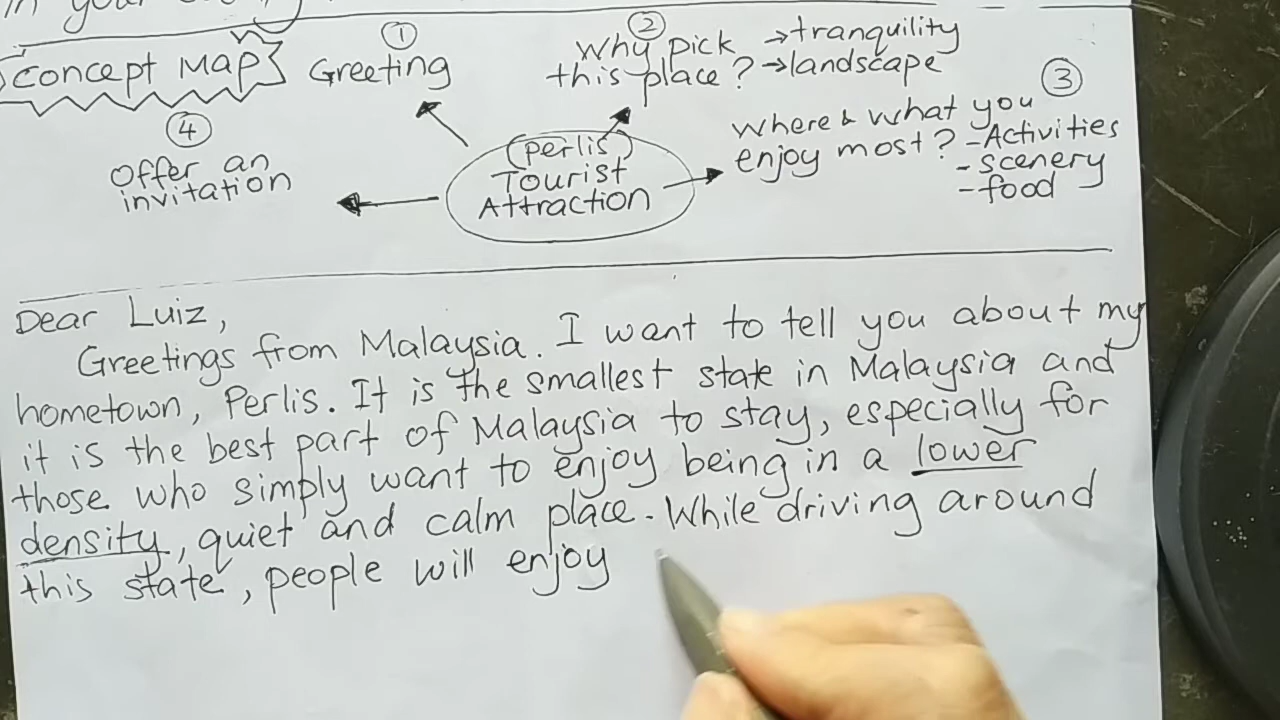 in your
Concept Map
①
Greeting
②
Why pick → tranquility
this place? → landscape
③
Where & what you
enjoy most? - Activities
- scenery
- food
④
Offer an
invitation
(perlis)
Tourist
Attraction
Dear Luiz,
Greetings from Malaysia. I want to tell you about my
hometown, Perlis. It is the smallest state in Malaysia and
it is the best part of Malaysia to stay, especially for
those who simply want to enjoy being in a lower
density, quiet and calm place. While driving around
this state, people will enjoy